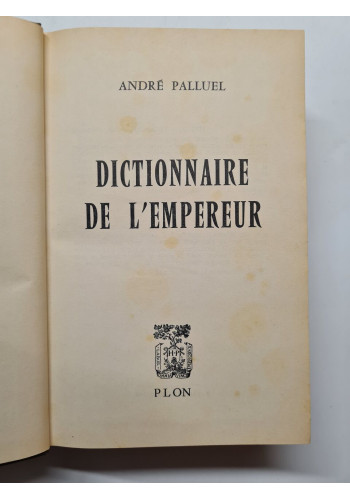 ANDRÉ PALLUEL
DICTIONNAIRE
DE L'EMPEREUR
PLON